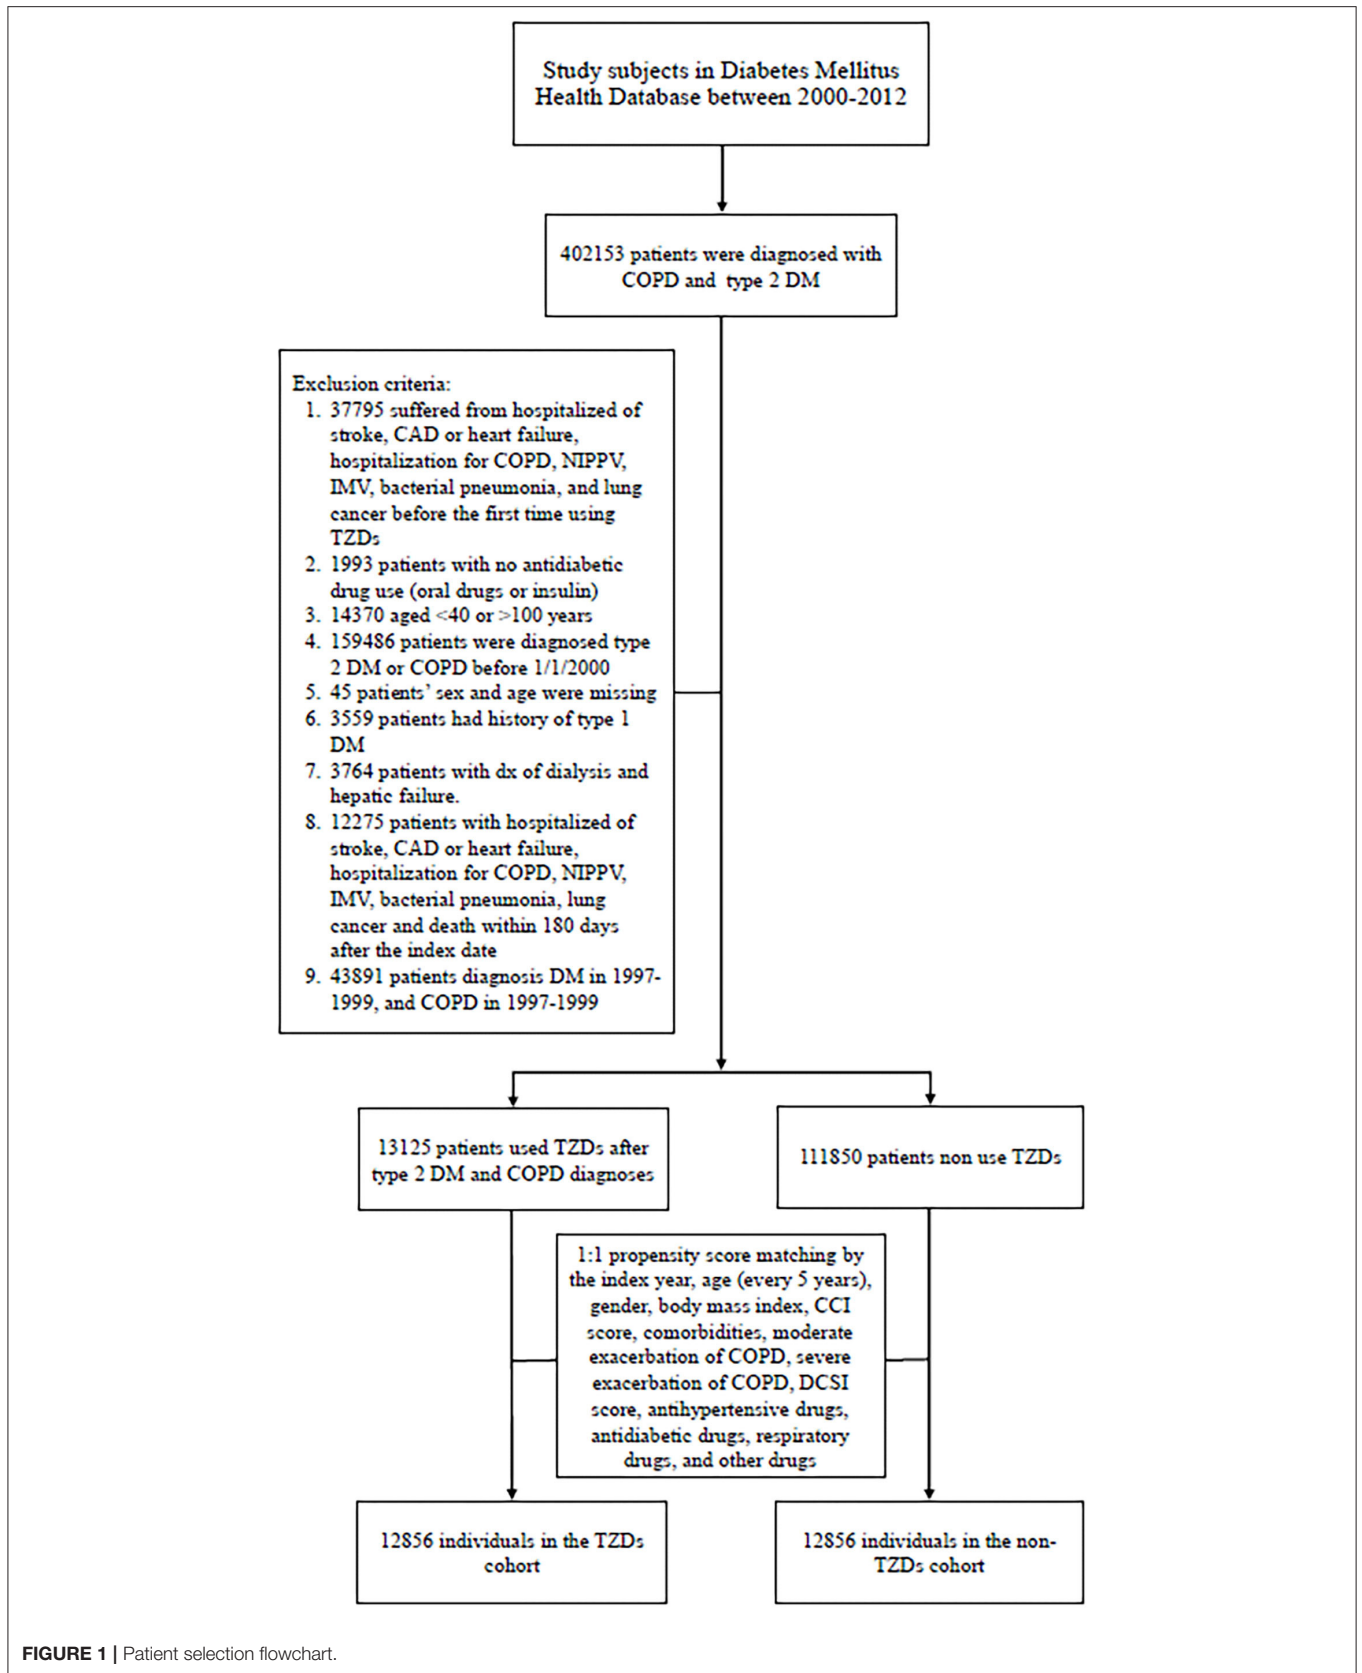 Study subjects in Diabetes Mellitus
Health Database between 2000-2012
402153 patients were diagnosed with
COPD and type 2 DM
Exclusion criteria:
1. 37795 suffered from hospitalized of
stroke, CAD or heart failure,
hospitalization for COPD, NIPPV,
IMV, bacterial pneumonia, and lung
cancer before the first time using
TZDs
2. 1993 patients with no antidiabetic
drug use (oral drugs or insulin)
3. 14370 aged <40 or >100 years
4. 159486 patients were diagnosed type
2 DM or COPD before 1/1/2000
5. 45 patients' sex and age were missing
6. 3559 patients had history of type 1
DM
7. 3764 patients with dx of dialysis and
hepatic failure.
8. 12275 patients with hospitalized of
stroke, CAD or heart failure,
hospitalization for COPD, NIPPV,
IMV, bacterial pneumonia, lung
cancer and death within 180 days
after the index date
9. 43891 patients diagnosis DM in 1997-
1999, and COPD in 1997-1999
13125 patients used TZDs after
type 2 DM and COPD diagnoses
111850 patients non use TZDs
1:1 propensity score matching by
the index year, age (every 5 years),
gender, body mass index, CCI
score, comorbidities, moderate
exacerbation of COPD, severe
exacerbation of COPD, DCSI
score, antihypertensive drugs,
antidiabetic drugs, respiratory
drugs, and other drugs
12856 individuals in the TZDs
cohort
12856 individuals in the non-
TZDs cohort
FIGURE 1 | Patient selection flowchart.